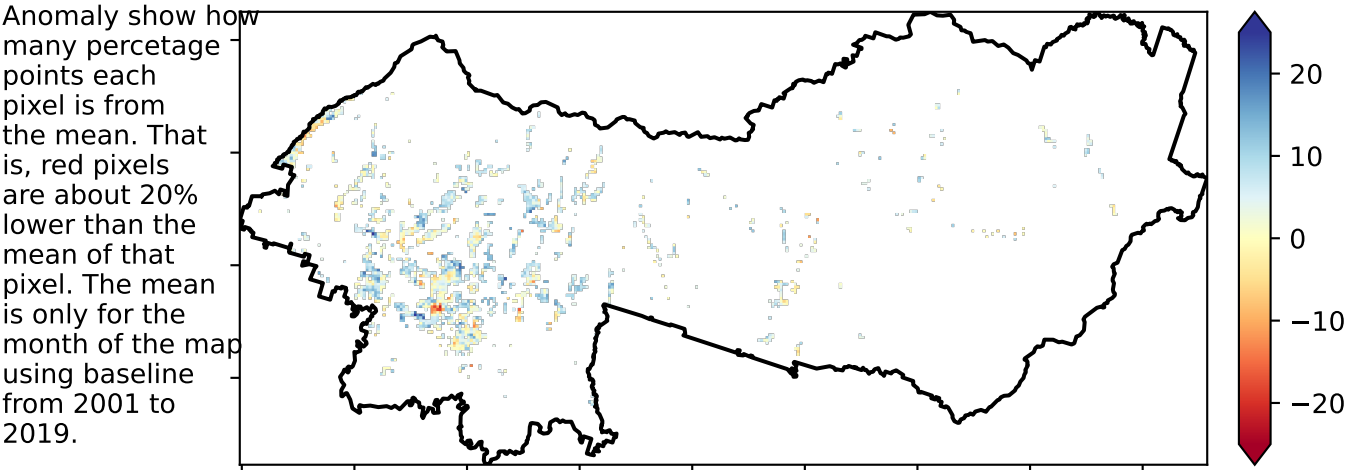 Anomaly show how
many percetage
points each
pixel is from
the mean. That
is, red pixels
are about 20%
lower than the
mean of that
pixel. The mean
is only for the
month of the map
using baseline
from 2001 to
2019.
20
10
0
−10
−20